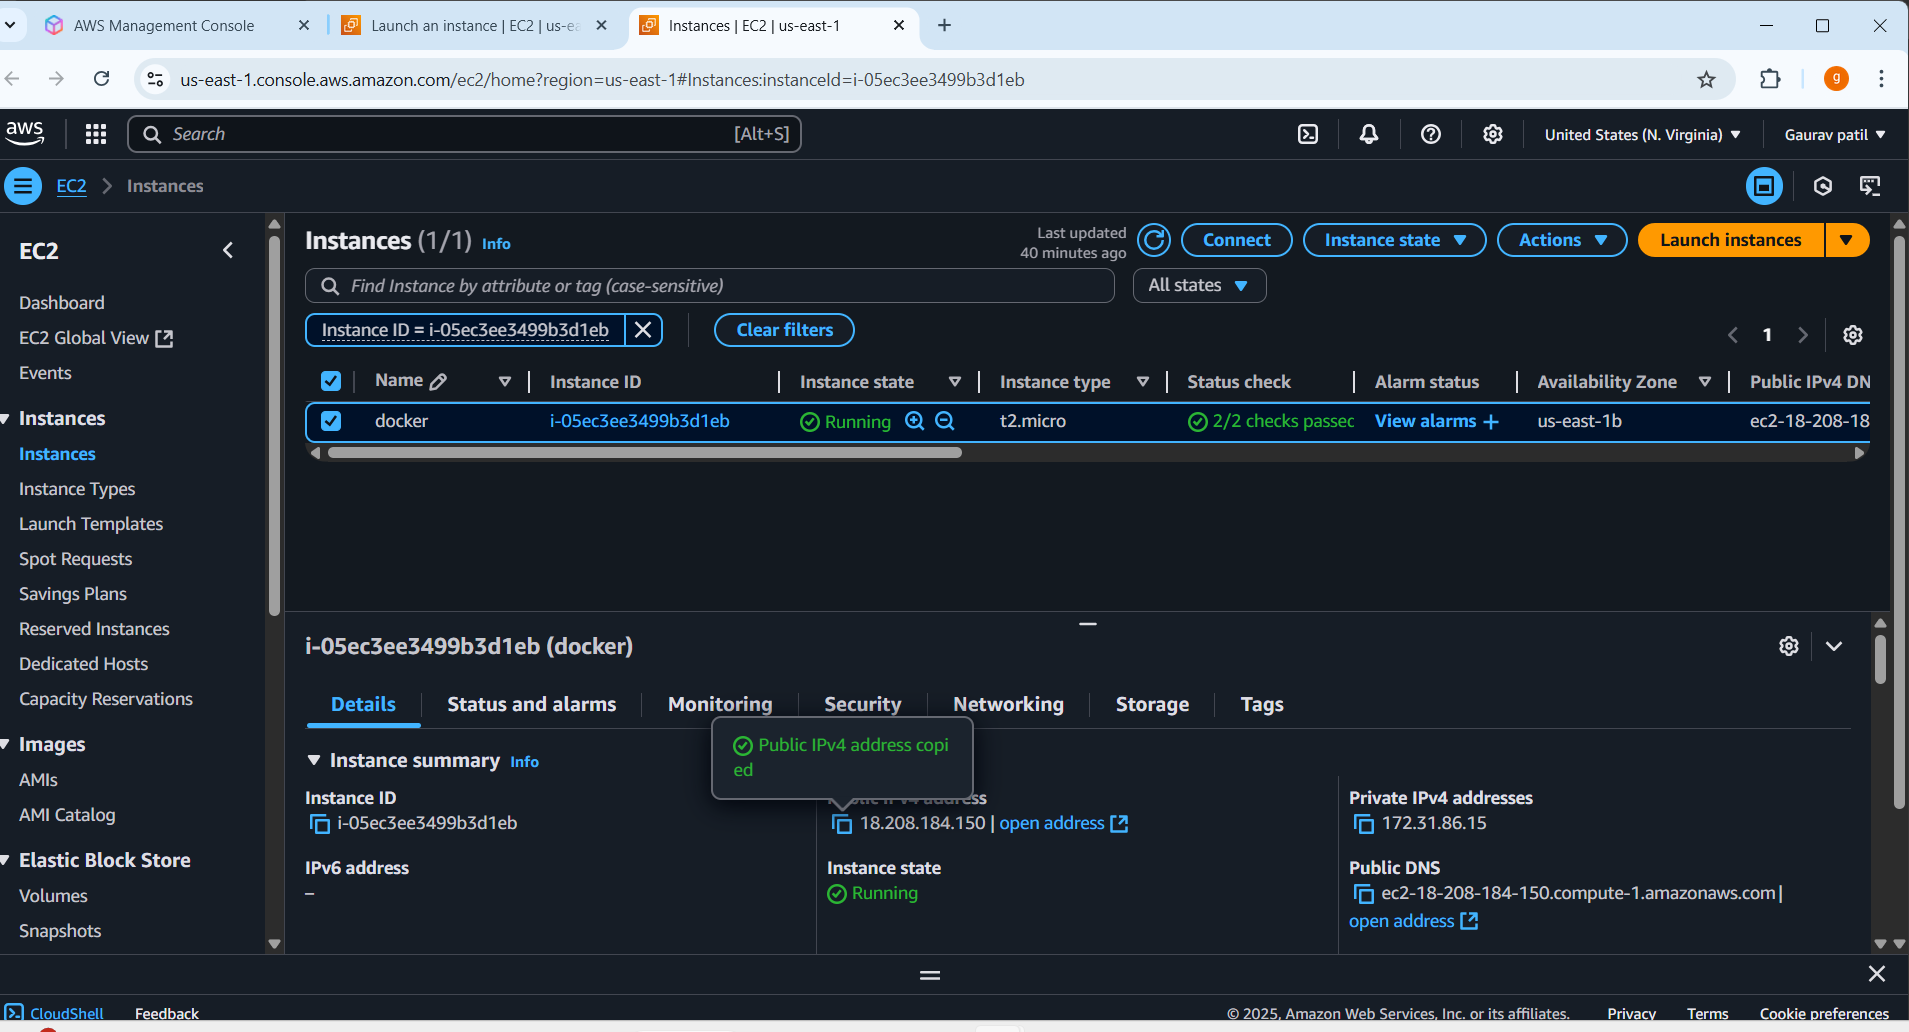 AWS Management Console
Launch an instance | EC2 | us-ea
Instances | EC2 | us-east-1
us-east-1.console.aws.amazon.com/ec2/home?region=us-east-1#Instances:instanceId=i-05ec3ee3499b3d1eb
g
aws
Search
[Alt+S]
United States (N. Virginia)
Gaurav patil
EC2
Instances
EC2
Dashboard
EC2 Global View
Events
Instances
Instances
Instance Types
Launch Templates
Spot Requests
Savings Plans
Reserved Instances
Dedicated Hosts
Capacity Reservations
Images
AMIs
AMI Catalog
Elastic Block Store
Volumes
Snapshots
Instances (1/1) Info
Last updated
40 minutes ago
Connect
Instance state
Actions
Launch instances
Find Instance by attribute or tag (case-sensitive)
All states
Instance ID = i-05ec3ee3499b3d1eb
Clear filters
1
Name Instance ID Instance state Instance type Status check Alarm status Availability Zone Public IPv4 DN
docker i-05ec3ee3499b3d1eb Running t2.micro 2/2 checks passec View alarms + us-east-1b ec2-18-208-18
i-05ec3ee3499b3d1eb (docker)
Details Status and alarms Monitoring Security Networking Storage Tags
Public IPv4 address copi
ed
Instance summary Info
Instance ID
i-05ec3ee3499b3d1eb
Public IPv4 address
18.208.184.150 | open address
Private IPv4 addresses
172.31.86.15
IPv6 address
–
Instance state
Running
Public DNS
ec2-18-208-184-150.compute-1.amazonaws.com |
open address
CloudShell
Feedback
© 2025, Amazon Web Services, Inc. or its affiliates.
Privacy
Terms
Cookie preferences